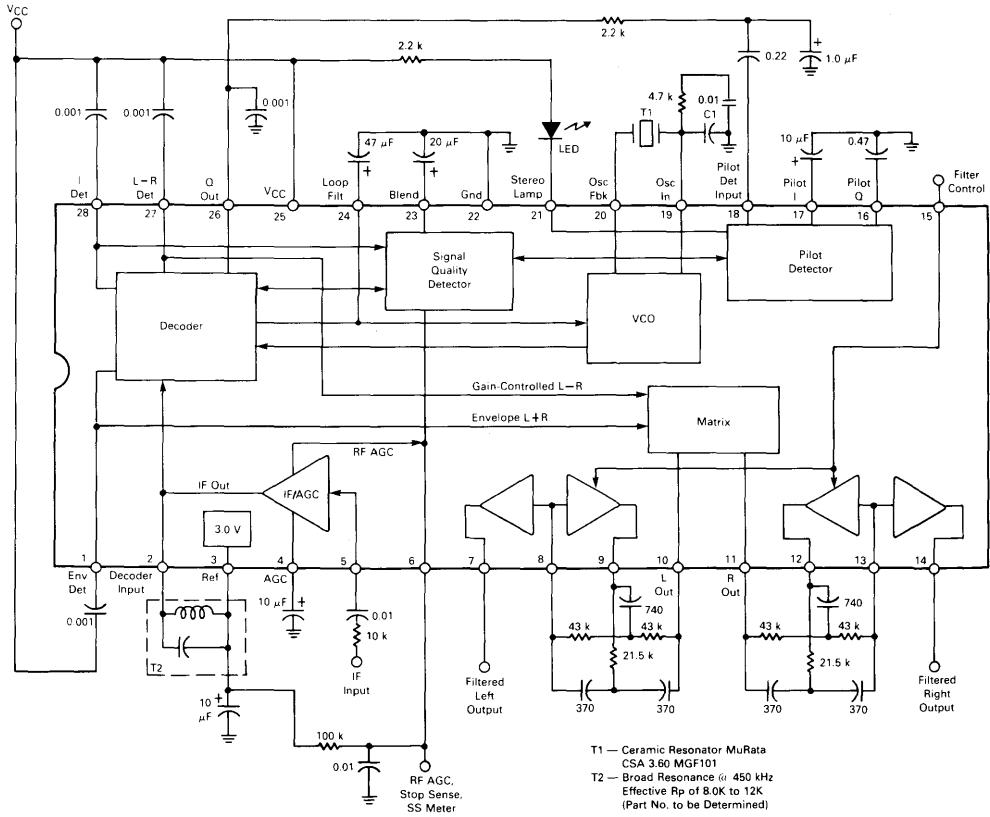 VCC
2.2 k
2.2 k
0.22
+
1.0 µF
0.001
0.001
0.001
47 µF
+
20 µF
+
LED
4.7 k
0.01
T1
C1
10 µF
+
0.47
I
Det
L−R
Det
Q
Out
VCC
Loop
Filt
Blend
Gnd
Stereo
Lamp
Osc
Fbk
Osc
In
Pilot
Det
Input
Pilot
I
Pilot
Q
Filter
Control
28
27
26
25
24
23
22
21
20
19
18
17
16
15
Decoder
Signal
Quality
Detector
VCO
Pilot
Detector
Gain-Controlled L−R
Envelope L+R
Matrix
RF AGC
IF Out
IF/AGC
3.0 V
1
2
3
4
5
6
7
8
9
10
11
12
13
14
Env
Det
Decoder
Input
Ref
AGC
L
Out
R
Out
0.001
T2
10 µF
+
0.01
10 k
IF
Input
10
µF
+
100 k
0.01
RF AGC,
Stop Sense,
SS Meter
Filtered
Left
Output
740
43 k
43 k
21.5 k
370
370
740
43 k
43 k
21.5 k
370
370
Filtered
Right
Output
T1 — Ceramic Resonator MuRata
CSA 3.60 MGF101
T2 — Broad Resonance @ 450 kHz
Effective Rp of 8.0K to 12K
(Part No. to be Determined)